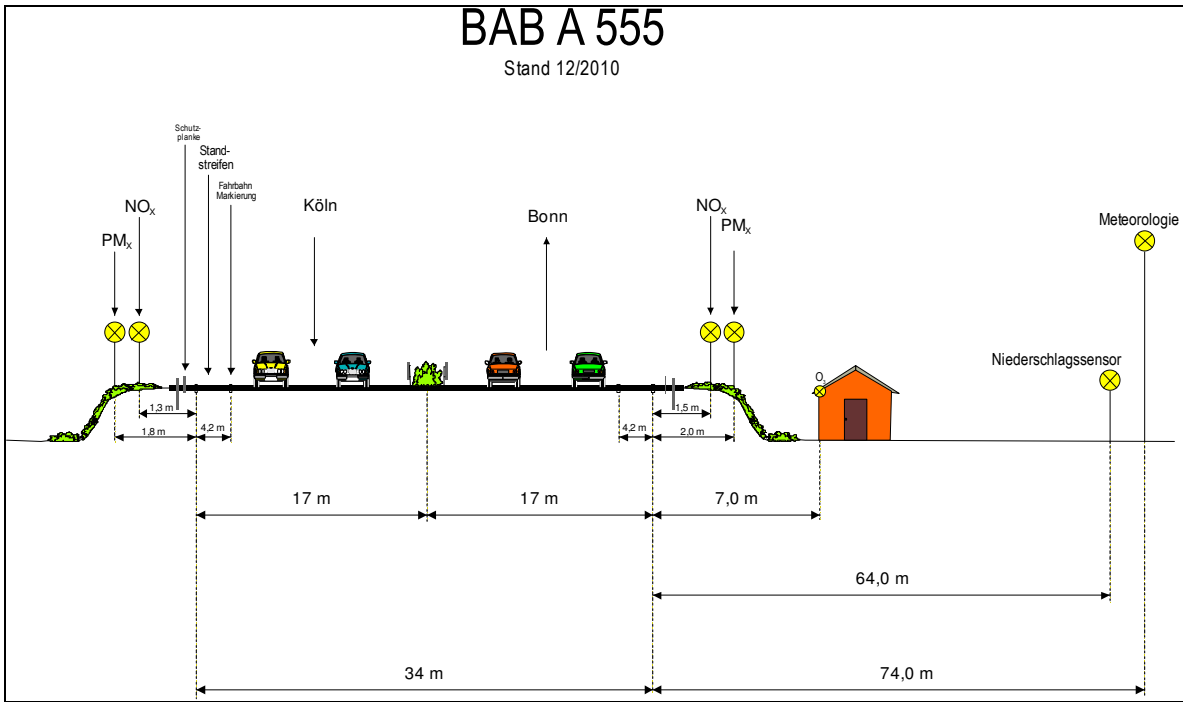 BAB A 555
Stand 12/2010
Schutz-
planke
Stand-
streifen
Fahrbahn
Markierung
NOx
PMx
Köln
Bonn
NOx
PMx
Meteorologie
Niederschlagssensor
O3
1,3 m
1,8 m
4,2 m
4,2 m
1,5 m
2,0 m
17 m
17 m
7,0 m
64,0 m
34 m
74,0 m